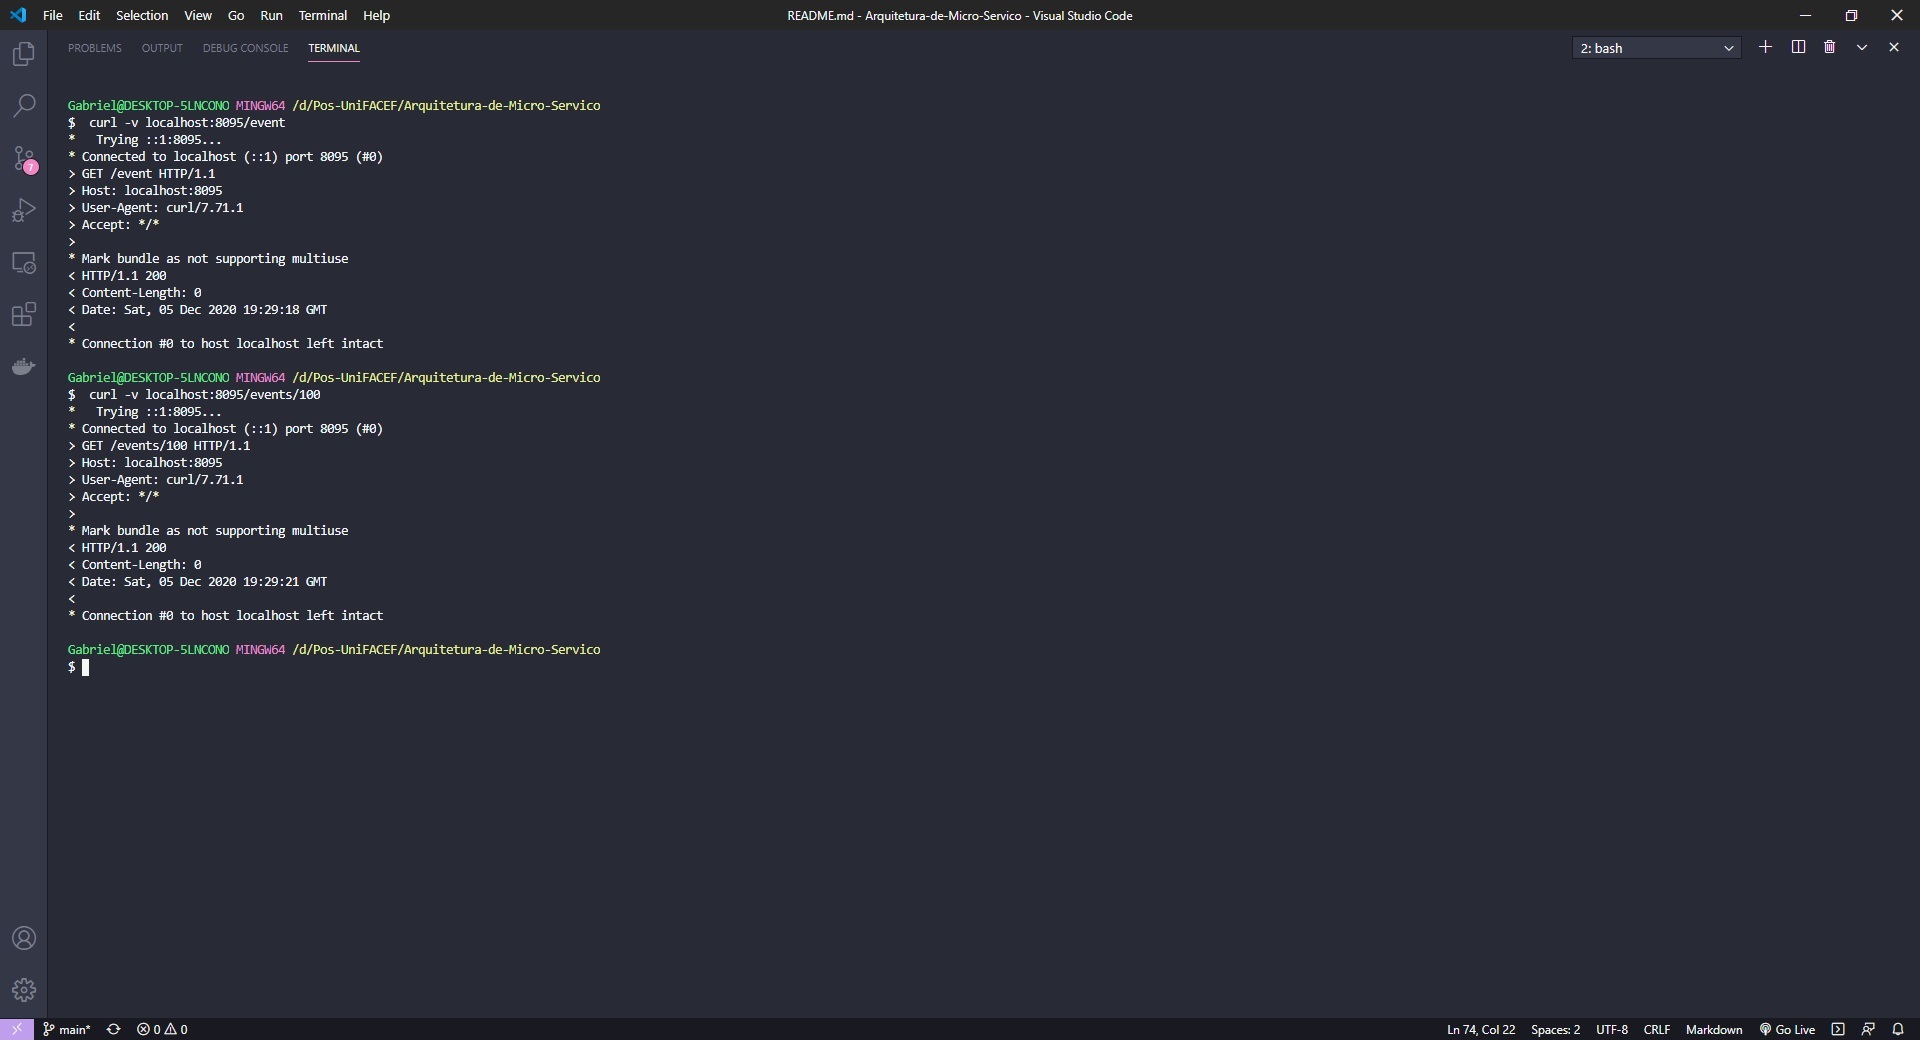 File Edit Selection View Go Run Terminal Help README.md - Arquitetura-de-Micro-Servico - Visual Studio Code
PROBLEMS OUTPUT DEBUG CONSOLE TERMINAL 2: bash
Gabriel@DESKTOP-5LNCONO MINGW64 /d/Pos-UniFACEF/Arquitetura-de-Micro-Servico
$  curl -v localhost:8095/event
*   Trying ::1:8095...
* Connected to localhost (::1) port 8095 (#0)
> GET /event HTTP/1.1
> Host: localhost:8095
> User-Agent: curl/7.71.1
> Accept: */*
>
* Mark bundle as not supporting multiuse
< HTTP/1.1 200
< Content-Length: 0
< Date: Sat, 05 Dec 2020 19:29:18 GMT
<
* Connection #0 to host localhost left intact
Gabriel@DESKTOP-5LNCONO MINGW64 /d/Pos-UniFACEF/Arquitetura-de-Micro-Servico
$  curl -v localhost:8095/events/100
*   Trying ::1:8095...
* Connected to localhost (::1) port 8095 (#0)
> GET /events/100 HTTP/1.1
> Host: localhost:8095
> User-Agent: curl/7.71.1
> Accept: */*
>
* Mark bundle as not supporting multiuse
< HTTP/1.1 200
< Content-Length: 0
< Date: Sat, 05 Dec 2020 19:29:21 GMT
<
* Connection #0 to host localhost left intact
Gabriel@DESKTOP-5LNCONO MINGW64 /d/Pos-UniFACEF/Arquitetura-de-Micro-Servico
$
7
main* 0 0 Ln 74, Col 22 Spaces: 2 UTF-8 CRLF Markdown Go Live